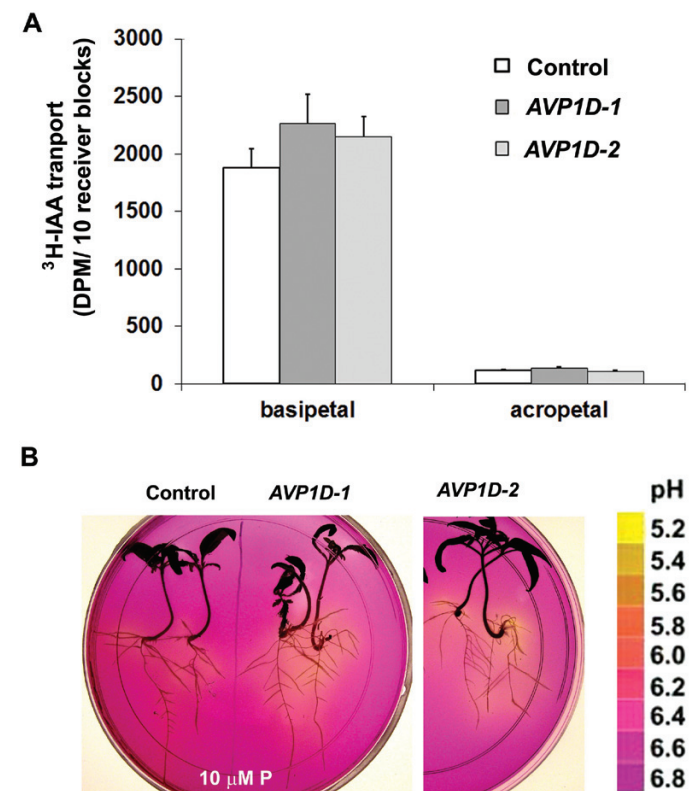 A
3000
2500
2000
1500
1000
500
0
³H-IAA tranport
(DPM/ 10 receiver blocks)
Control
AVP1D-1
AVP1D-2
basipetal
acropetal
B
Control
AVP1D-1
AVP1D-2
10 µM P
pH
5.2
5.4
5.6
5.8
6.0
6.2
6.4
6.6
6.8